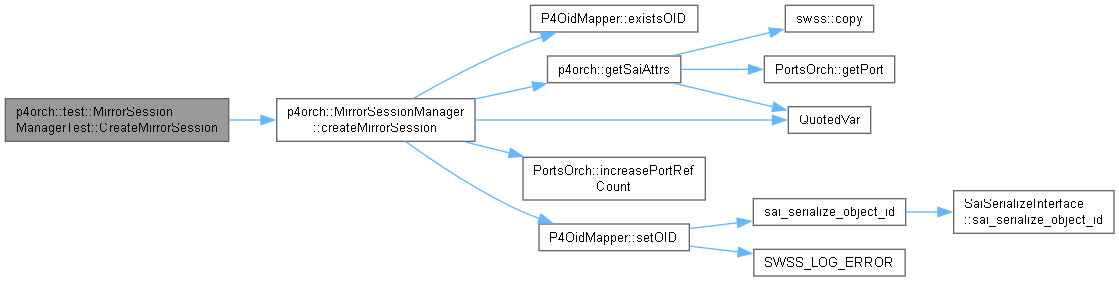 p4orch::test::MirrorSession
ManagerTest::CreateMirrorSession
p4orch::MirrorSessionManager
::createMirrorSession
P4OidMapper::existsOID
p4orch::getSaiAttrs
swss::copy
PortsOrch::getPort
QuotedVar
PortsOrch::increasePortRef
Count
P4OidMapper::setOID
sai_serialize_object_id
SaiSerializeInterface
::sai_serialize_object_id
SWSS_LOG_ERROR